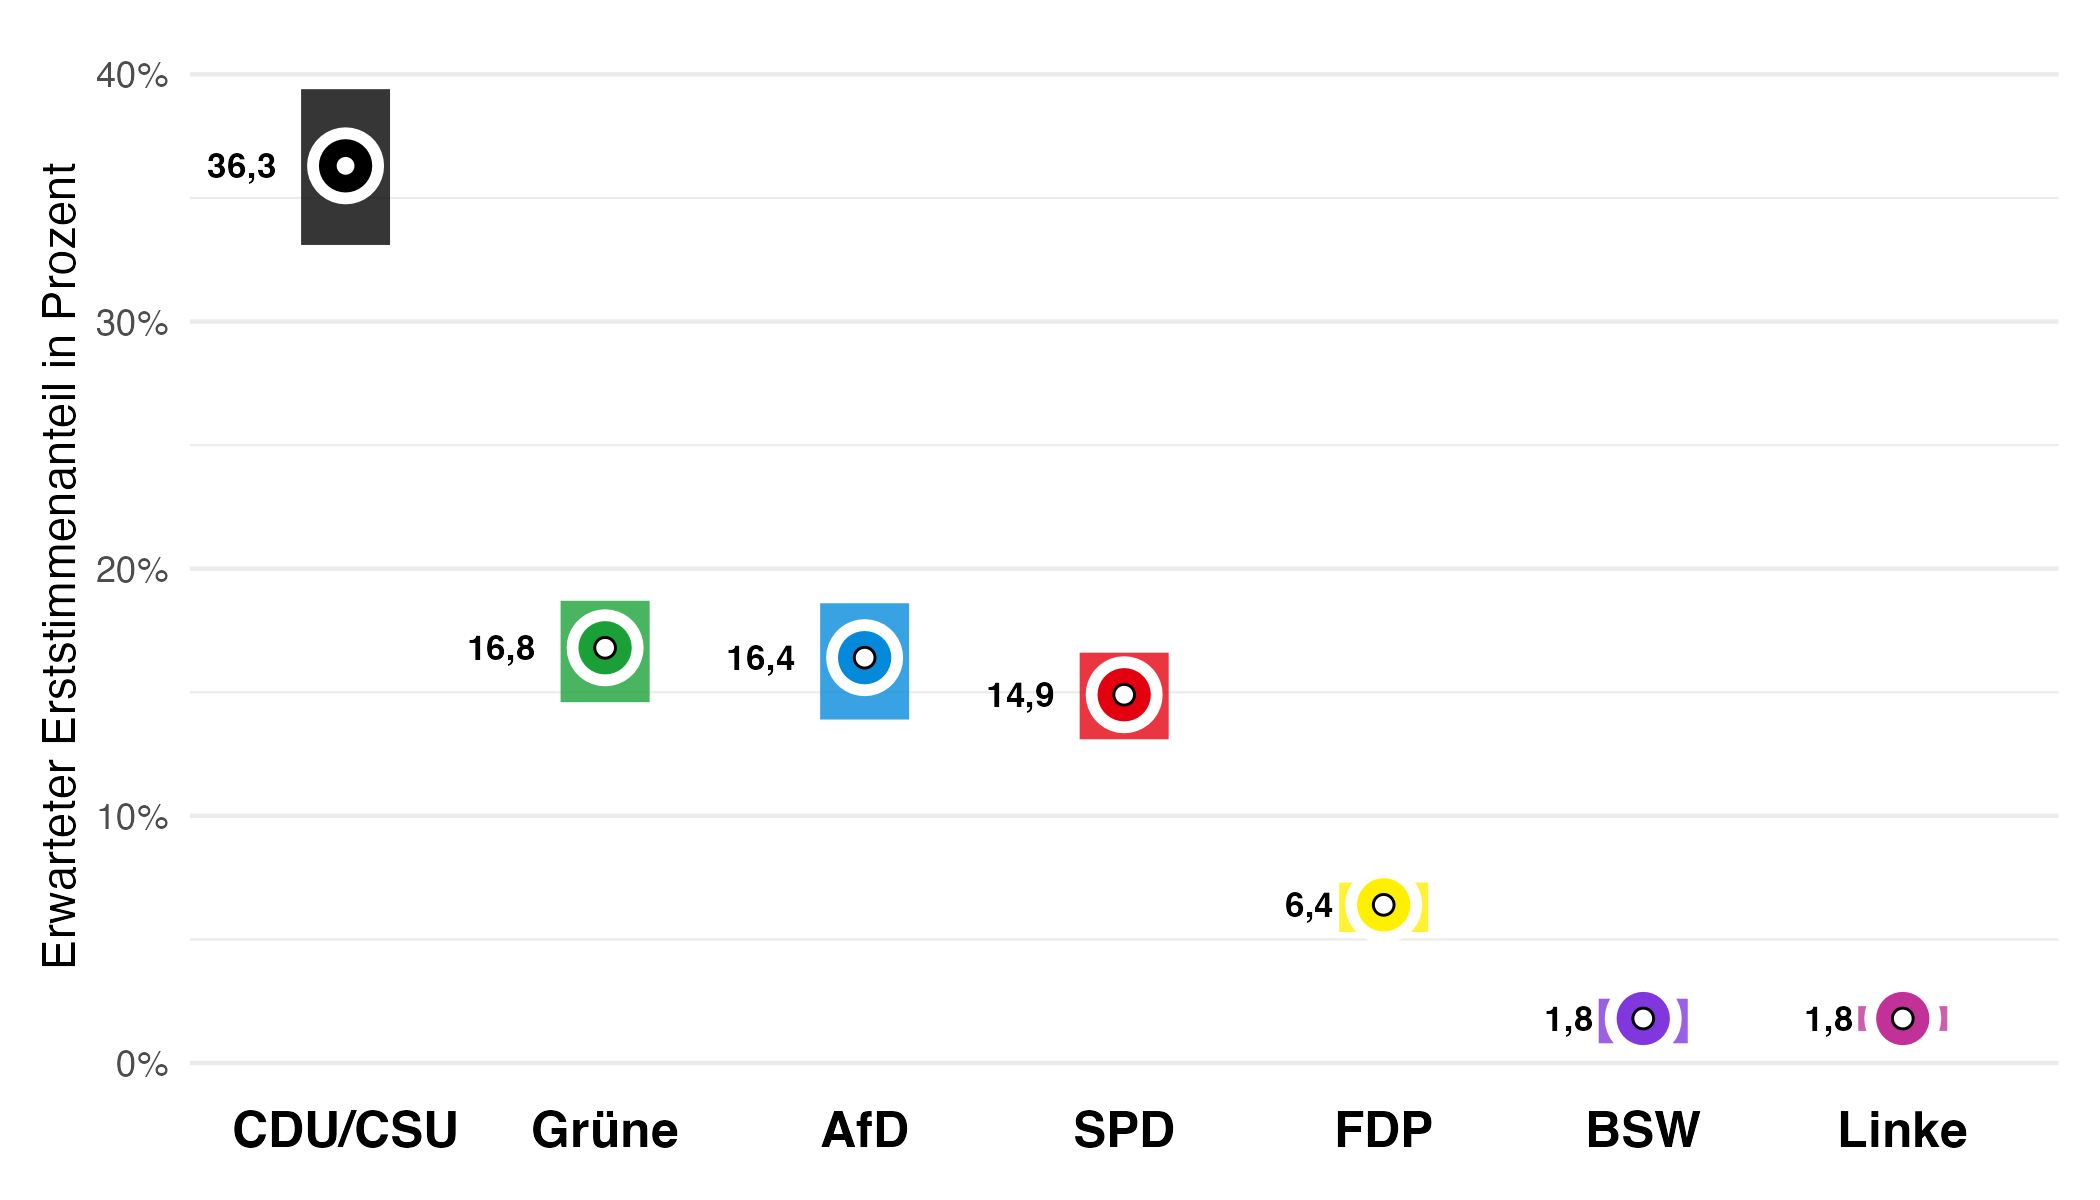 Erwarteter Erststimmenanteil in Prozent
40%
30%
20%
10%
0%
36,3
16,8
16,4
14,9
6,4
1,8
1,8
CDU/CSU
Grüne
AfD
SPD
FDP
BSW
Linke